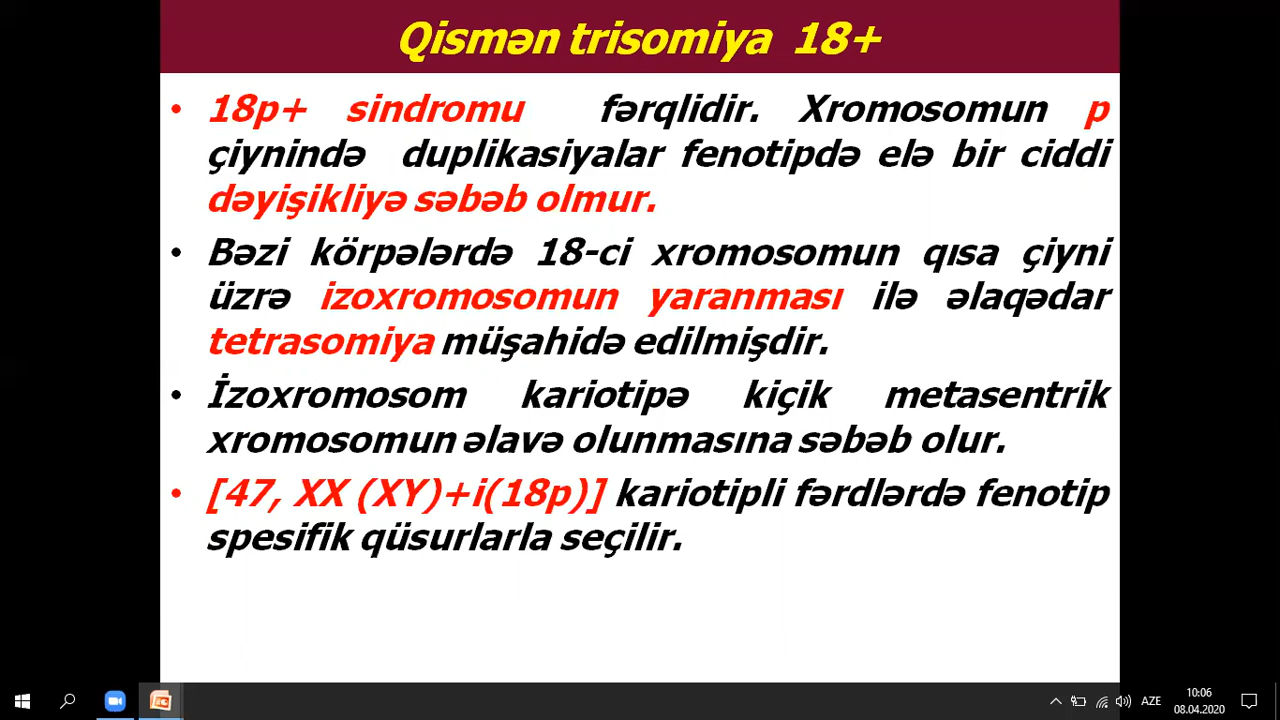 Qismən trisomiya 18+
• 18p+ sindromu fərqlidir. Xromosomun p
çiynində duplikasiyalar fenotipdə elə bir ciddi
dəyişikliyə səbəb olmur.
• Bəzi körpələrdə 18-ci xromosomun qısa çiyni
üzrə izoxromosomun yaranması ilə əlaqədar
tetrasomiya müşahidə edilmişdir.
• İzoxromosom kariotipə kiçik metasentrik
xromosomun əlavə olunmasına səbəb olur.
• [47, XX (XY)+i(18p)] kariotipli fərdlərdə fenotip
spesifik qüsurlarla seçilir.
AZE
10:06
08.04.2020